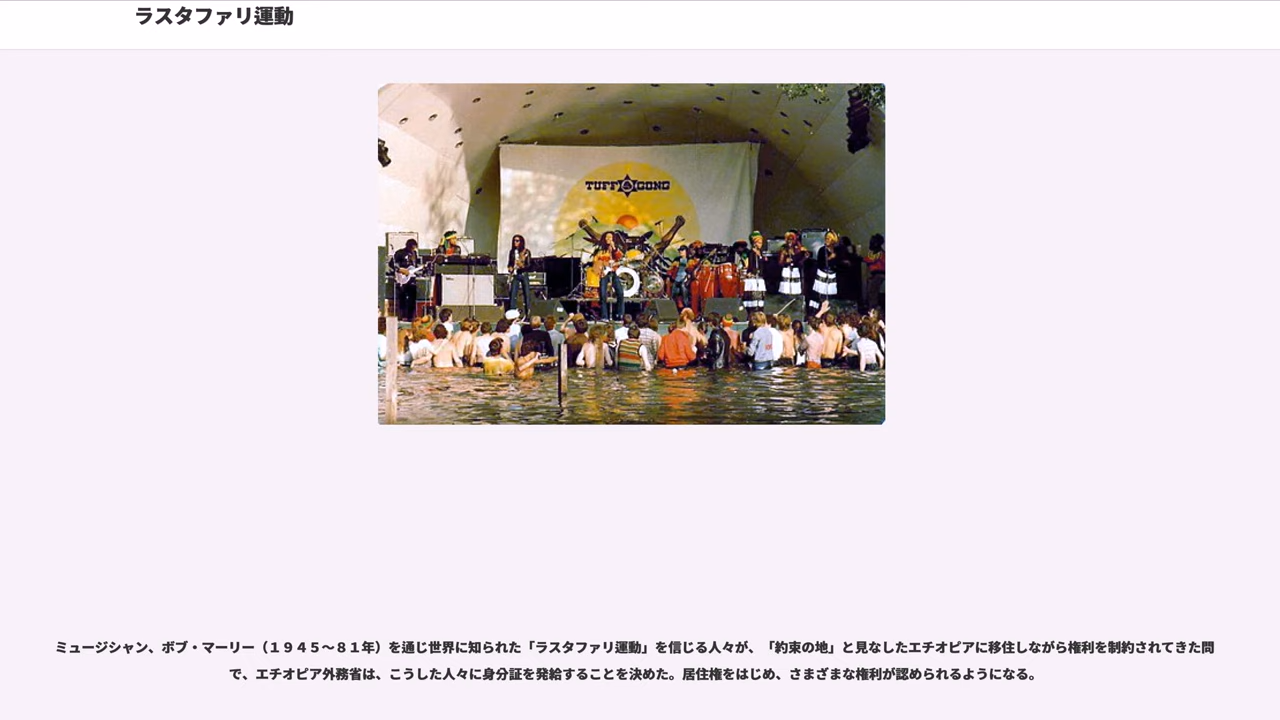 ラスタファリ運動
TUFF GONG
ミュージシャン、ボブ・マーリー（１９４５〜８１年）を通じ世界に知られた「ラスタファリ運動」を信じる人々が、「約束の地」と見なしたエチオピアに移住しながら権利を制約されてきた問
で、エチオピア外務省は、こうした人々に身分証を発給することを決めた。居住権をはじめ、さまざまな権利が認められるようになる。